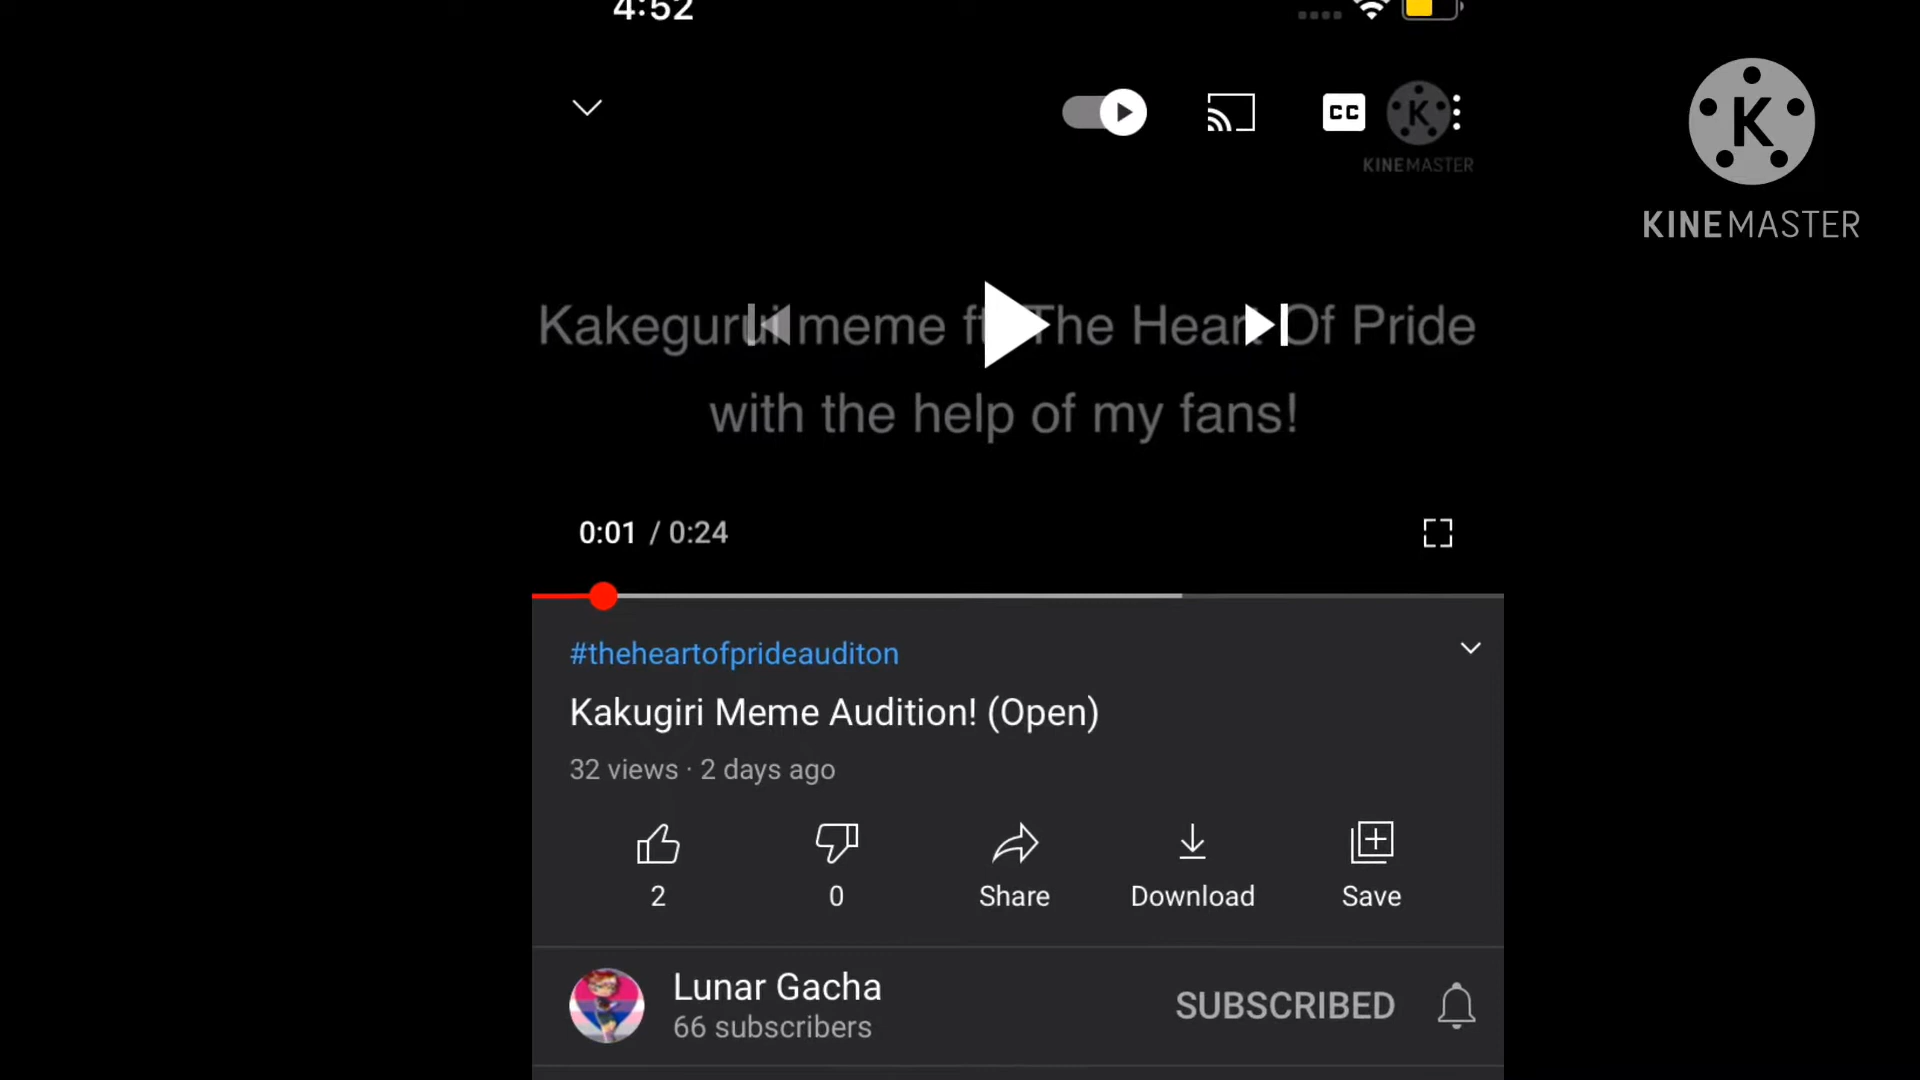 4:52
CC
K
KINEMASTER
K
KINEMASTER
Kakegurui meme ft The Heart Of Pride
with the help of my fans!
0:01 / 0:24
#theheartofprideauditon
Kakugiri Meme Audition! (Open)
32 views · 2 days ago
2
0
Share
Download
Save
Lunar Gacha
66 subscribers
SUBSCRIBED